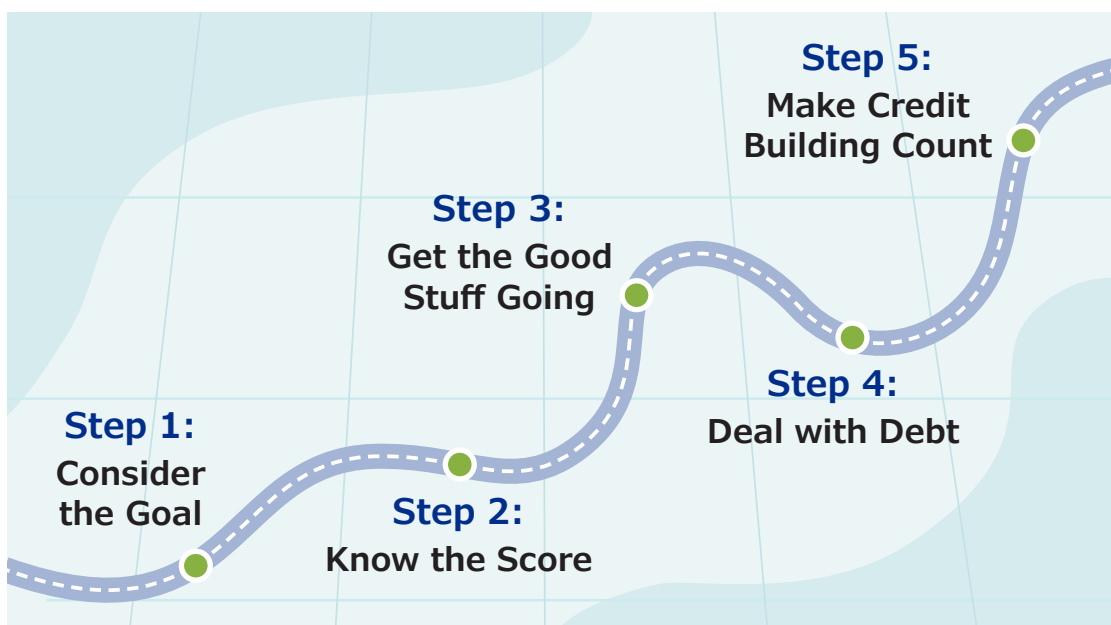 Step 1:
Consider
the Goal
Step 2:
Know the Score
Step 3:
Get the Good
Stuff Going
Step 4:
Deal with Debt
Step 5:
Make Credit
Building Count